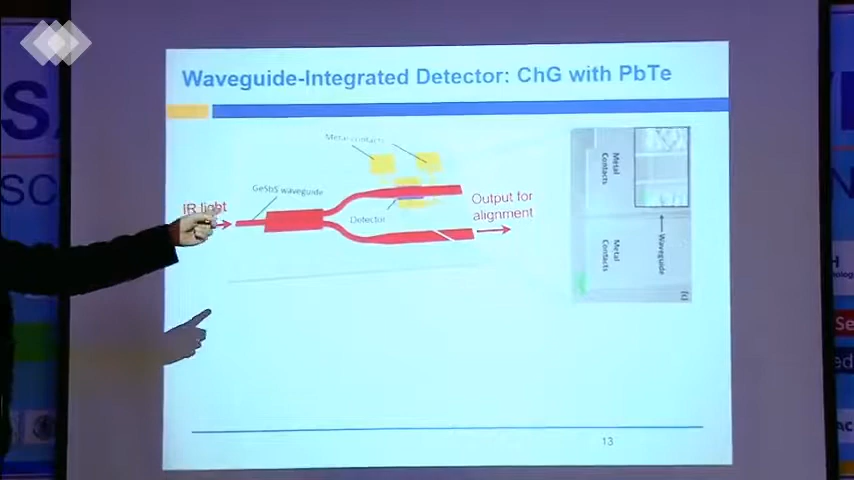 Waveguide-Integrated Detector: ChG with PbTe
Metal contacts
GeSbS waveguide
IR light
Detector
Output for
alignment
Metal
Contacts
Metal
Contacts
Waveguide
(c)
13